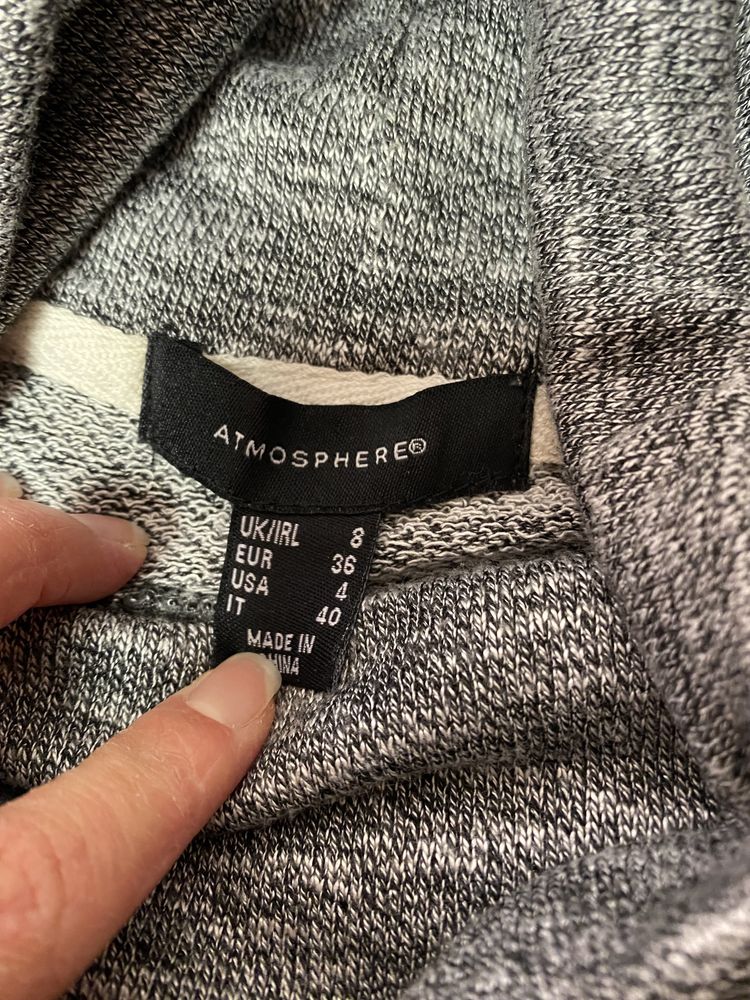 ATMOSPHERE®
UK/IRL 8
EUR 36
USA 4
IT 40
MADE IN